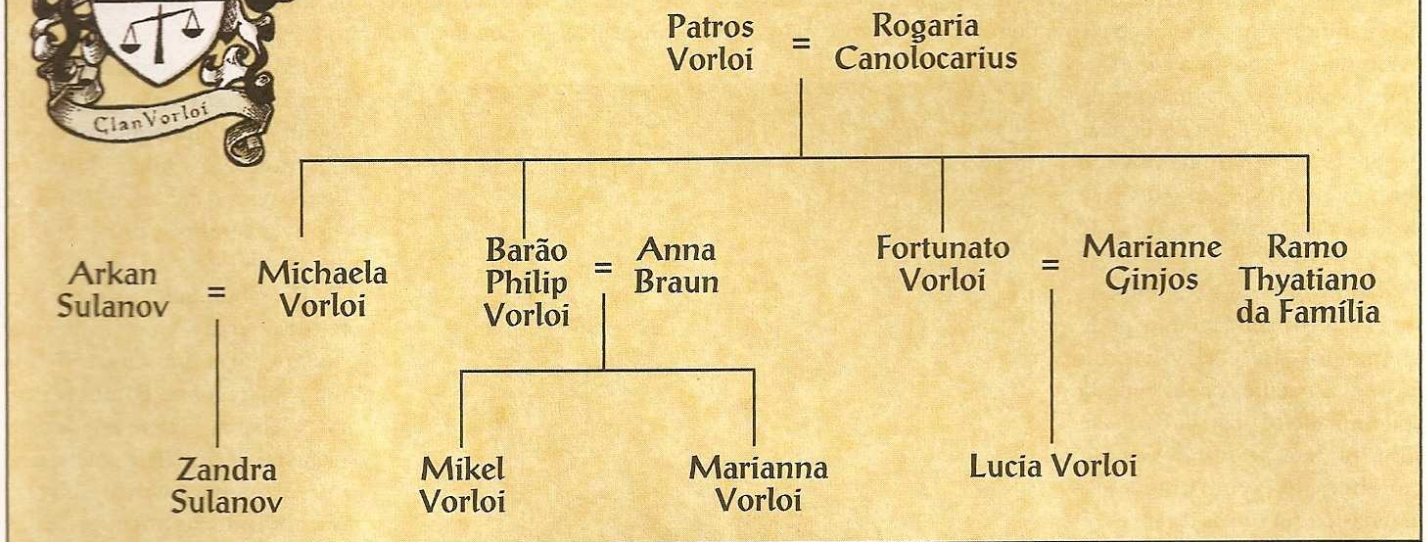 Clan Vorloi
Patros
Vorloi
=
Rogaria
Canolocarius
Arkan
Sulanov
=
Michaela
Vorloi
Barão
Philip
Vorloi
=
Anna
Braun
Fortunato
Vorloi
=
Marianne
Ginjos
Ramo
Thyatiano
da Família
Zandra
Sulanov
Mikel
Vorloi
Marianna
Vorloi
Lucia Vorloi